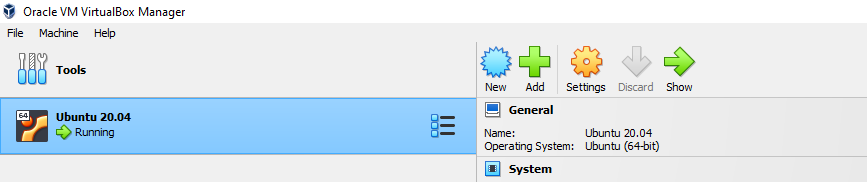 Oracle VM VirtualBox Manager
File Machine Help
Tools
New Add Settings Discard Show
64
Ubuntu 20.04
Running
General
Name: Ubuntu 20.04
Operating System: Ubuntu (64-bit)
System